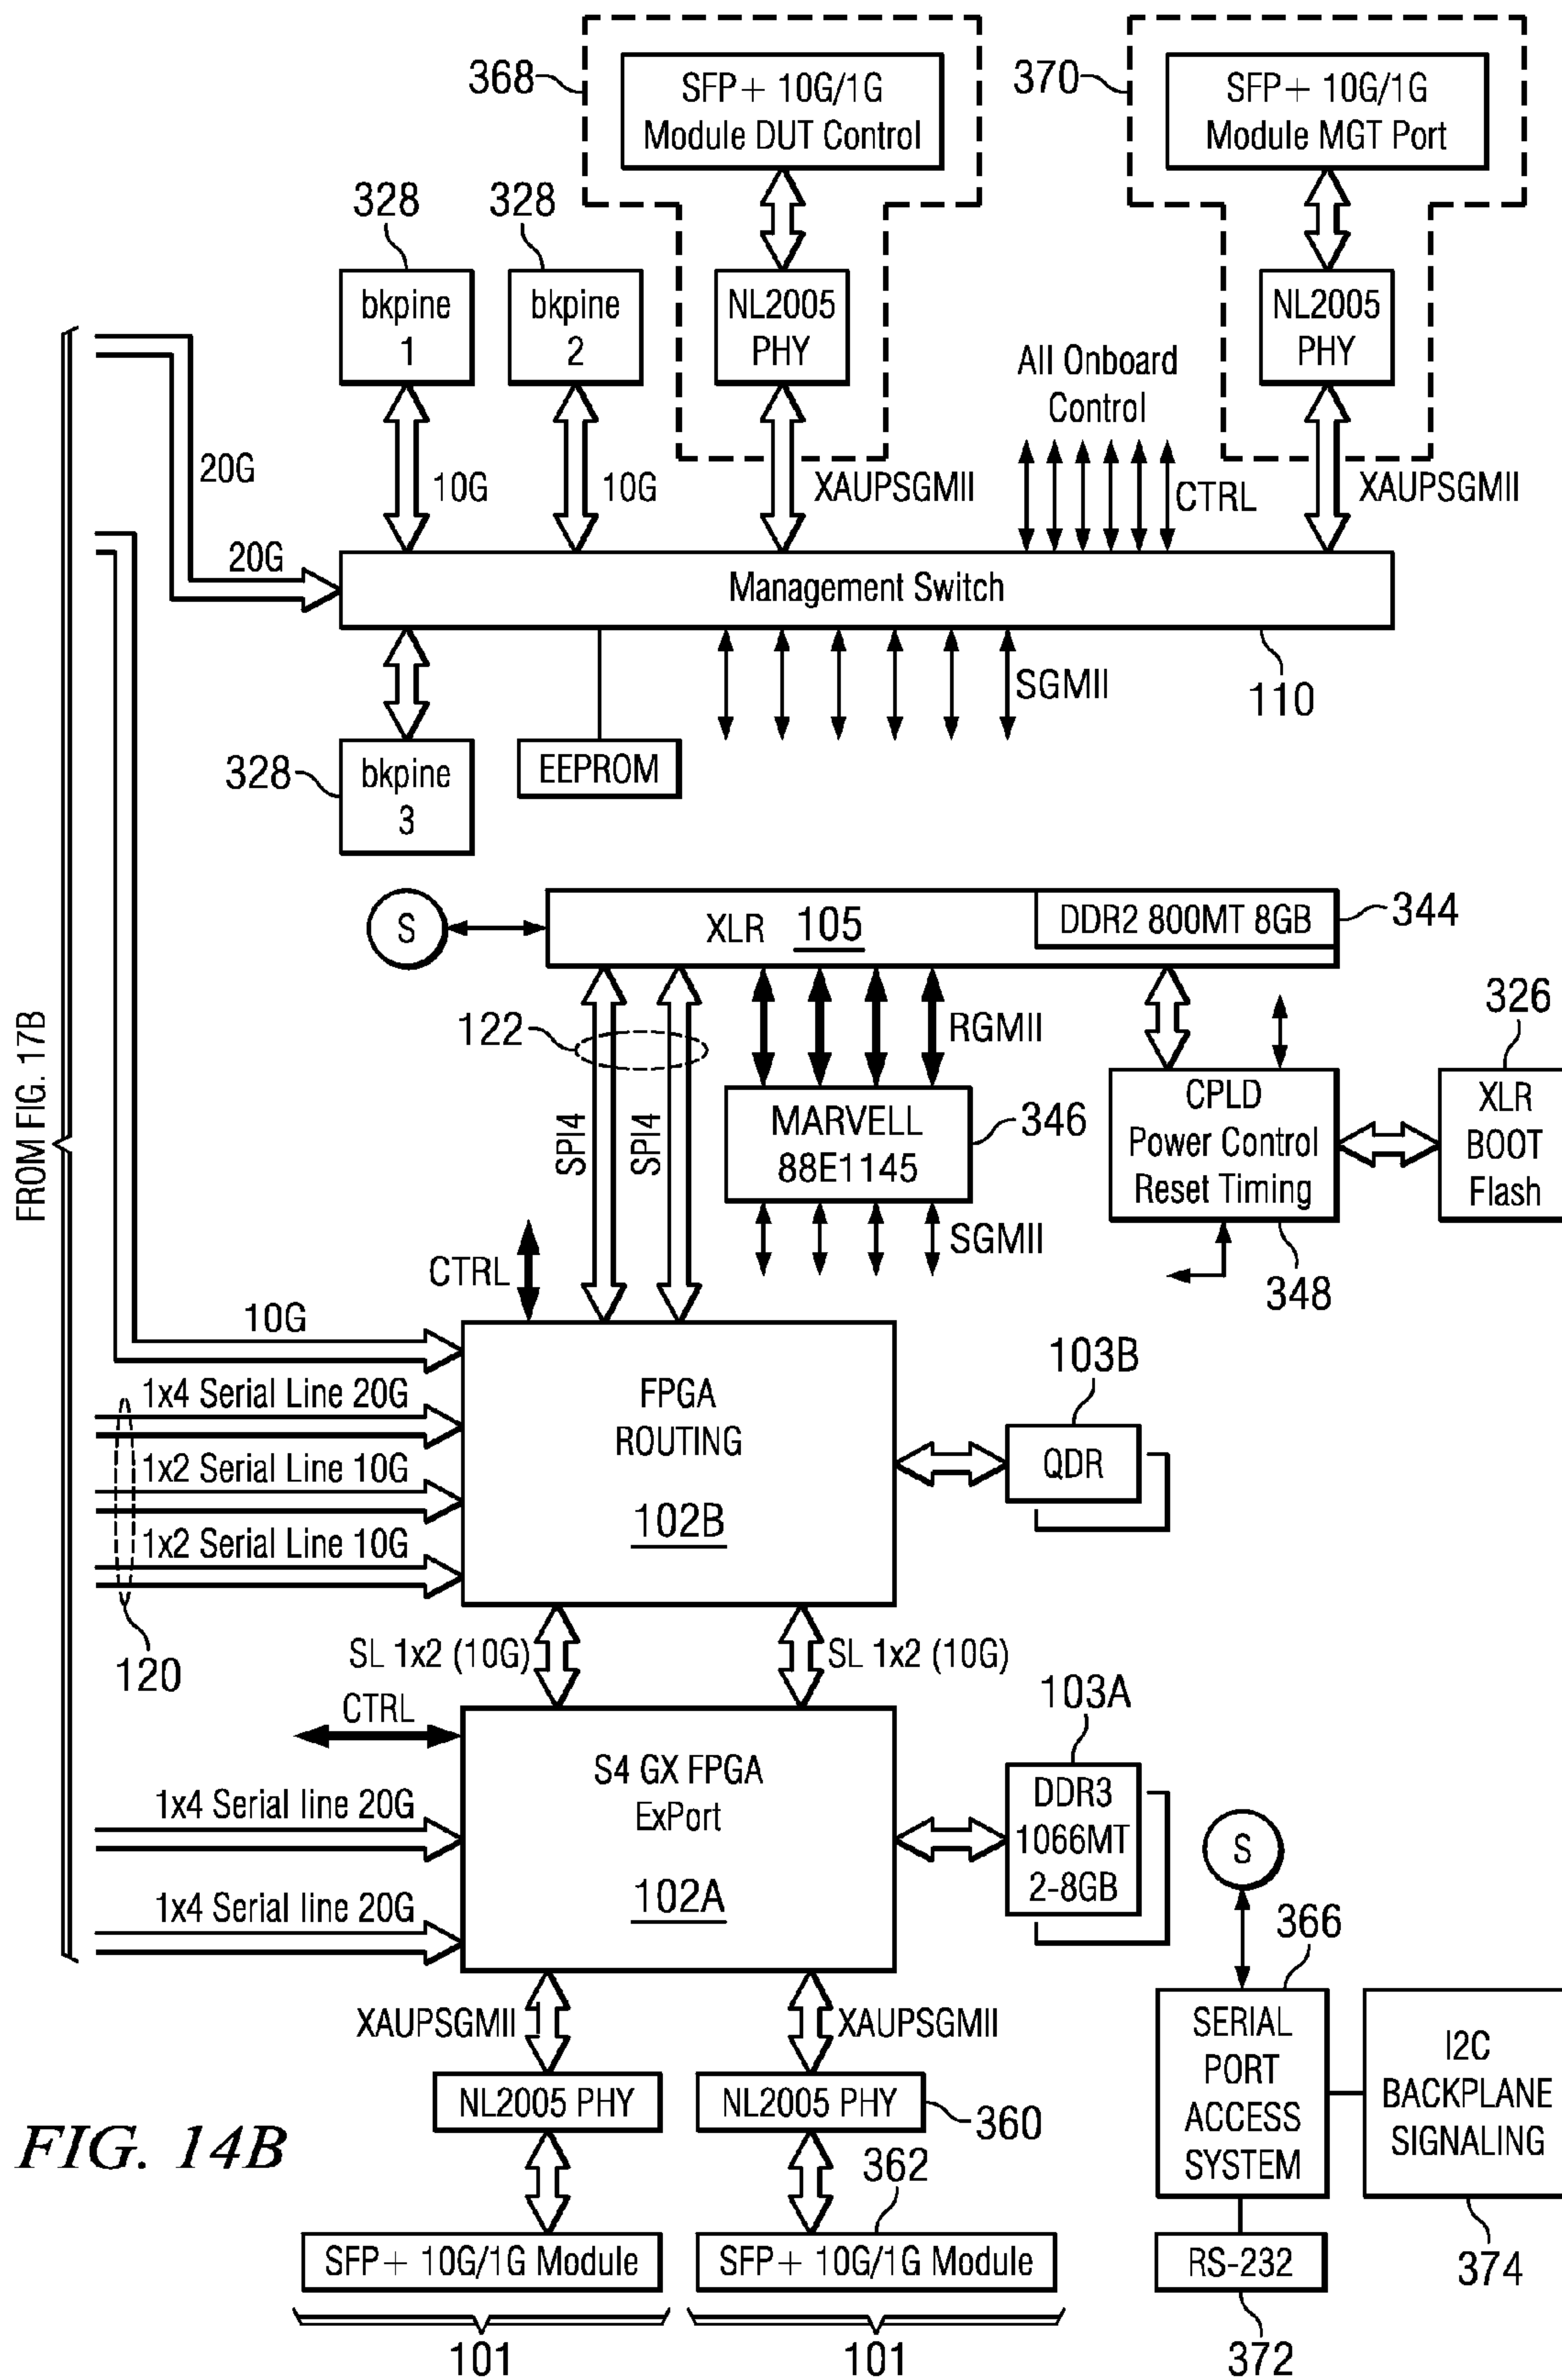 368
SFP+ 10G/1G
Module DUT Control
370
SFP+ 10G/1G
Module MGT Port
328
328
bkpine
1
bkpine
2
NL2005
PHY
All Onboard
Control
NL2005
PHY
20G
10G
10G
XAUPSGMII
CTRL
XAUPSGMII
20G
Management Switch
SGMII
110
328
bkpine
3
EEPROM
FROM FIG. 17B
S
XLR 105
DDR2 800MT 8GB
344
122
RGMII
326
SPI4
SPI4
MARVELL
88E1145
346
CPLD
Power Control
Reset Timing
XLR
BOOT
Flash
CTRL
SGMII
348
10G
1x4 Serial Line 20G
1x2 Serial Line 10G
1x2 Serial Line 10G
120
FPGA
ROUTING
102B
103B
QDR
SL 1x2 (10G)
SL 1x2 (10G)
CTRL
103A
1x4 Serial line 20G
1x4 Serial line 20G
S4 GX FPGA
ExPort
102A
DDR3
1066MT
2-8GB
S
366
XAUPSGMII
XAUPSGMII
SERIAL
PORT
ACCESS
SYSTEM
I2C
BACKPLANE
SIGNALING
NL2005 PHY
NL2005 PHY
360
FIG. 14B
362
SFP+ 10G/1G Module
SFP+ 10G/1G Module
RS-232
374
101
101
372